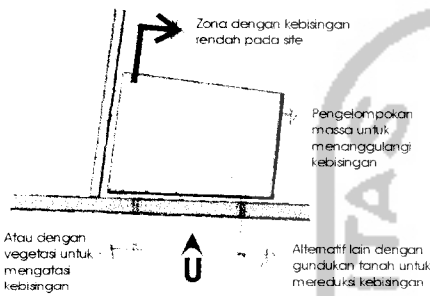 Zona dengan kebisingan
rendah pada site
Pengelompokan
massa untuk
menanggulangi
kebisingan
Atau dengan
vegetasi untuk
mengatasi
kebisingan
U
Alternatif lain dengan
gundukan tanah untuk
mereduksi kebisingan
TAS